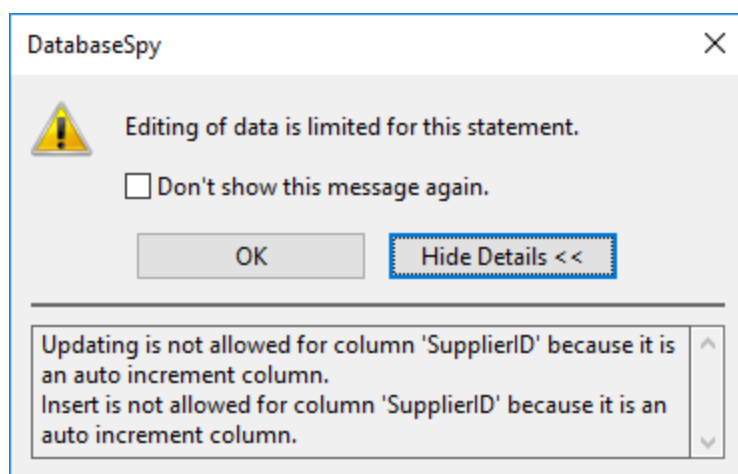 DatabaseSpy
Editing of data is limited for this statement.
Don't show this message again.
OK
Hide Details <<
Updating is not allowed for column 'SupplierID' because it is
an auto increment column.
Insert is not allowed for column 'SupplierID' because it is an
auto increment column.